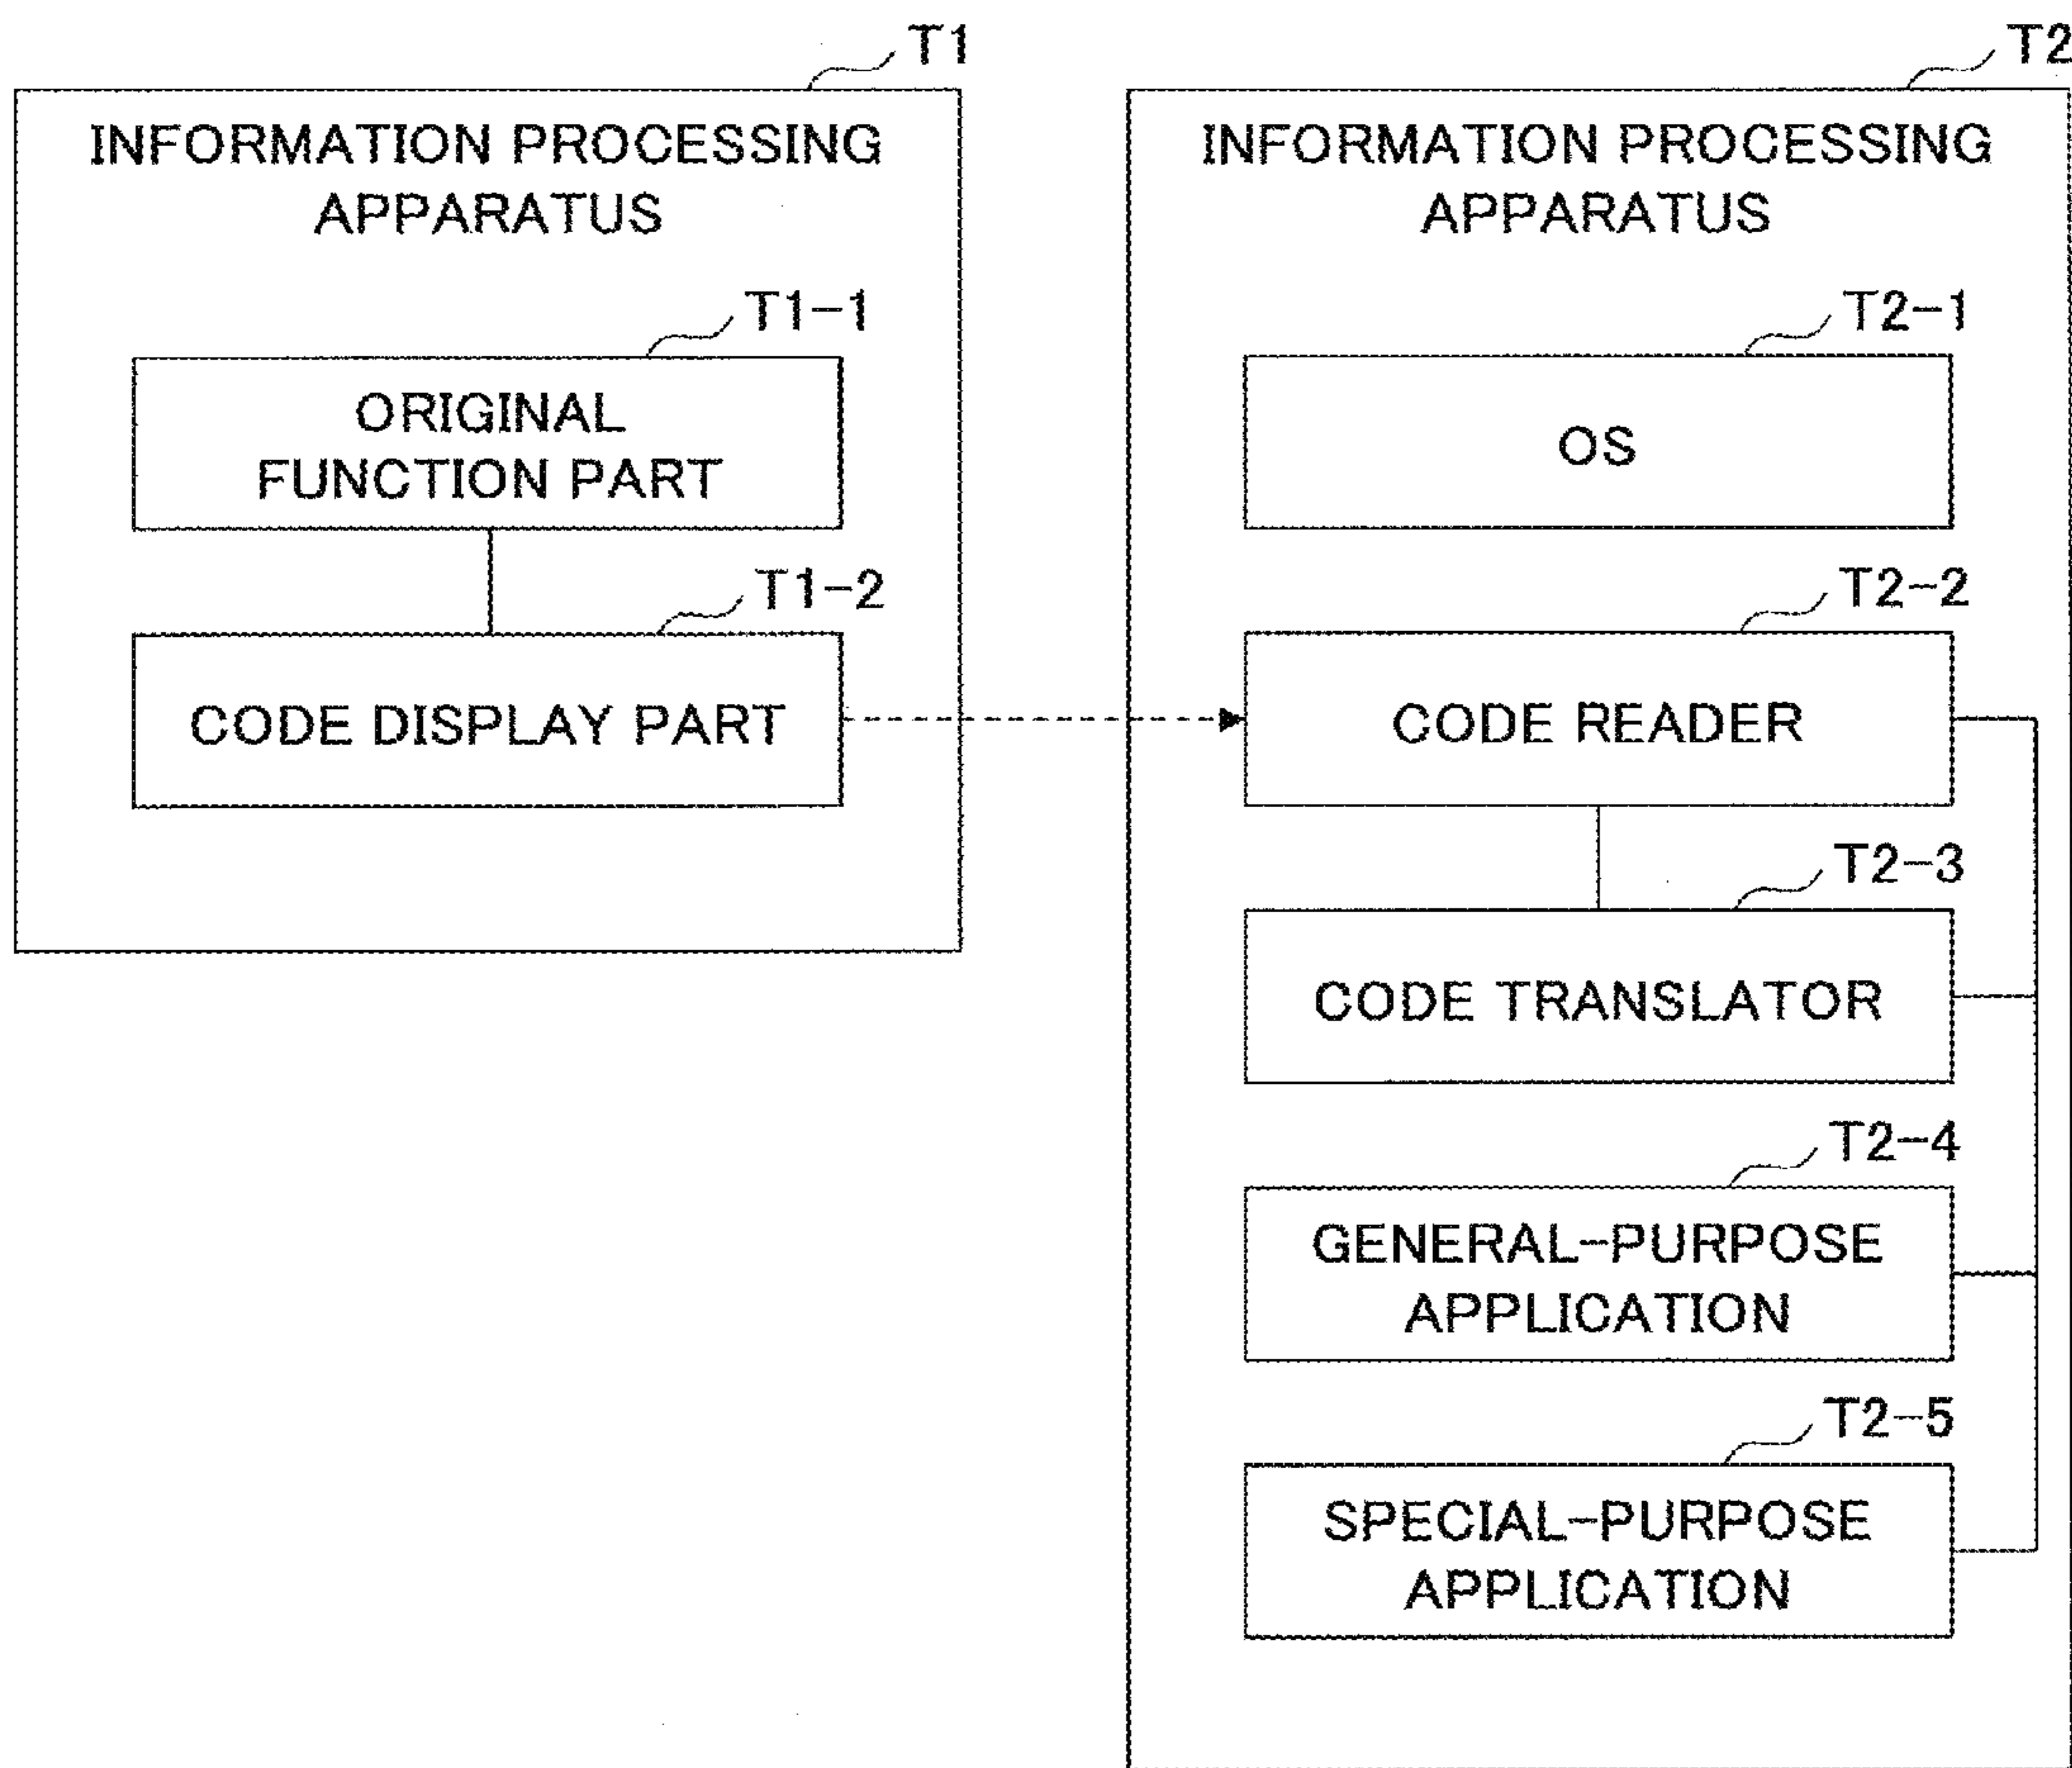 T1
INFORMATION PROCESSING
APPARATUS
T1-1
ORIGINAL
FUNCTION PART
T1-2
CODE DISPLAY PART
T2
INFORMATION PROCESSING
APPARATUS
T2-1
OS
T2-2
CODE READER
T2-3
CODE TRANSLATOR
T2-4
GENERAL-PURPOSE
APPLICATION
T2-5
SPECIAL-PURPOSE
APPLICATION